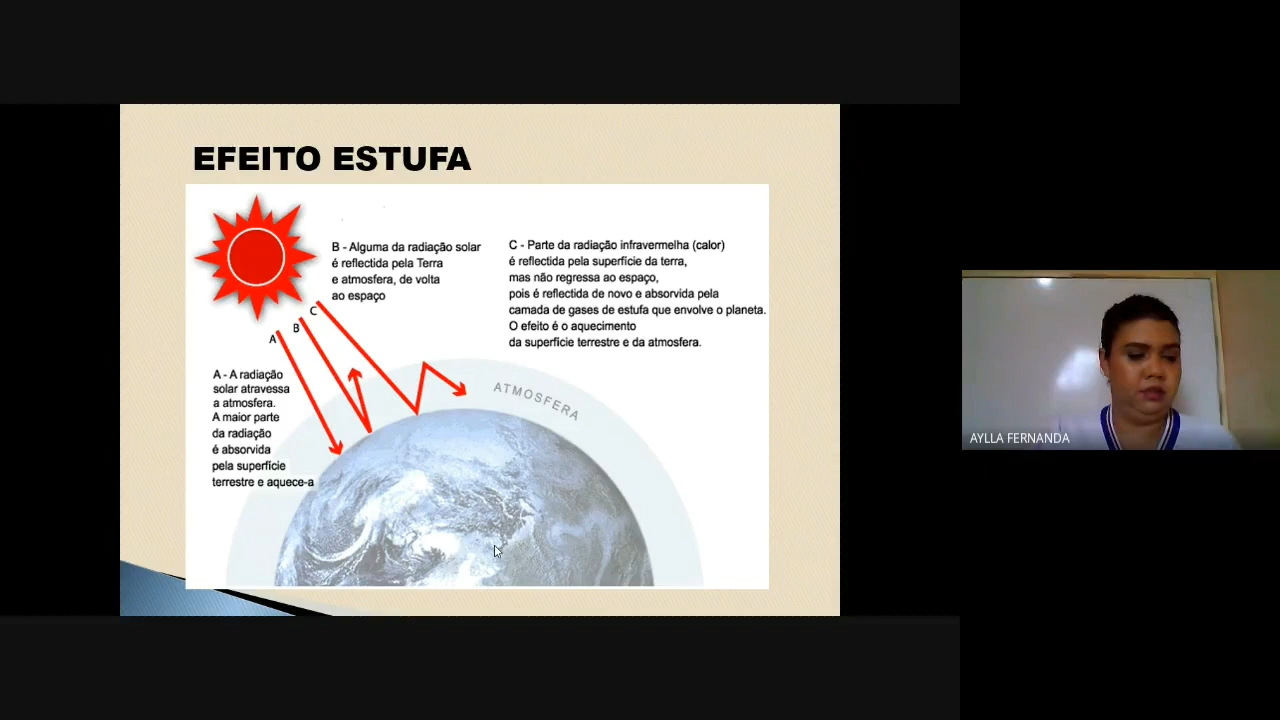 EFEITO ESTUFA
B - Alguma da radiação solar
é reflectida pela Terra
e atmosfera, de volta
ao espaço
C - Parte da radiação infravermelha (calor)
é reflectida pela superfície da terra,
mas não regressa ao espaço,
pois é reflectida de novo e absorvida pela
camada de gases de estufa que envolve o planeta.
O efeito é o aquecimento
da superfície terrestre e da atmosfera.
C
B
A
A - A radiação
solar atravessa
a atmosfera.
A maior parte
da radiação
é absorvida
pela superfície
terrestre e aquece-a
ATMOSFERA
AYLLA FERNANDA